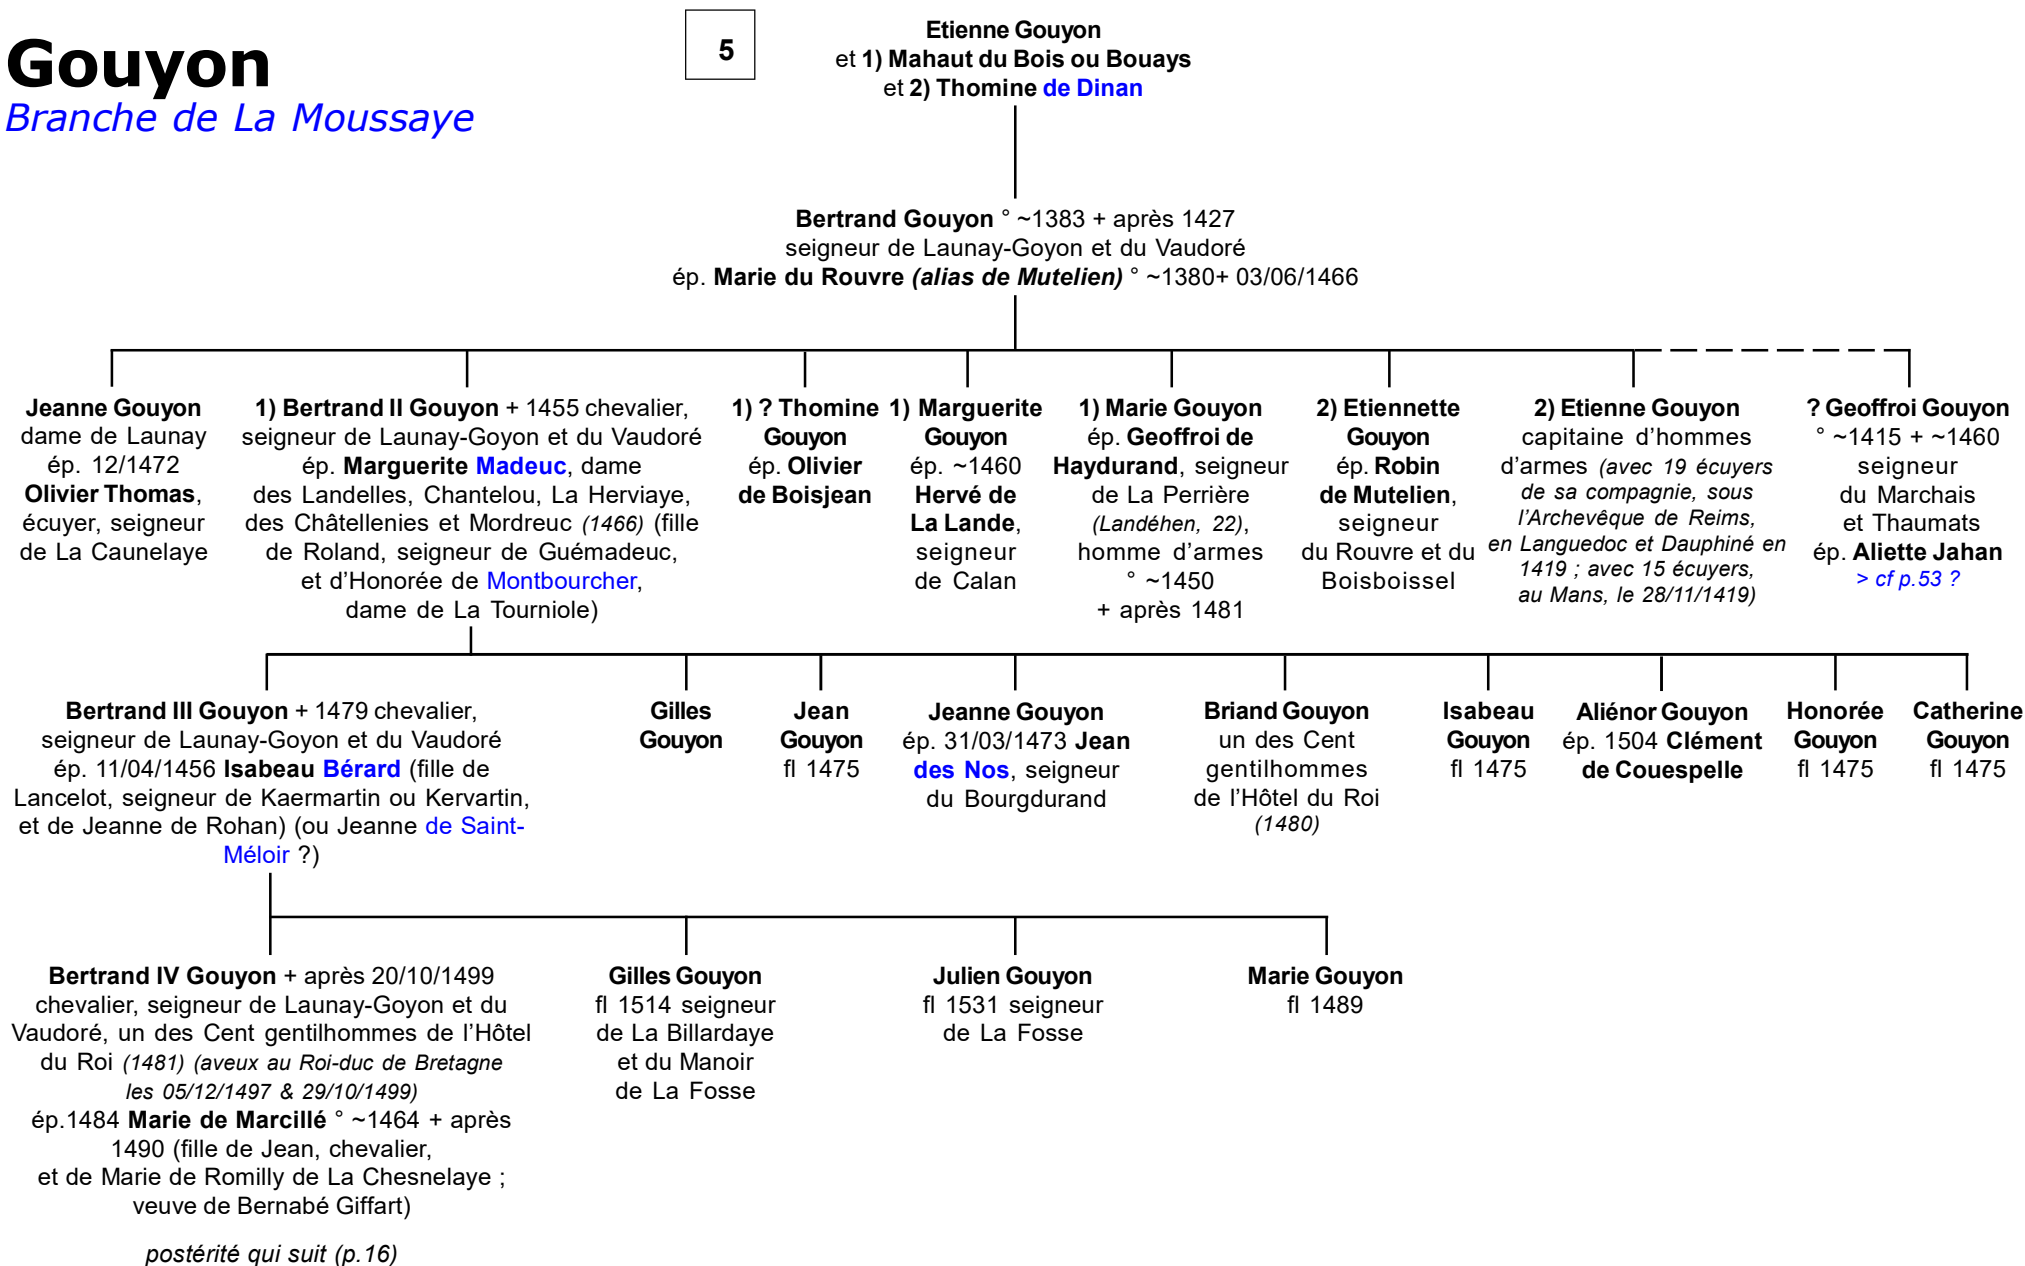 Gouyon
Branche de La Moussaye
5
Etienne Gouyon
et 1) Mahaut du Bois ou Bouays
et 2) Thomine de Dinan
Bertrand Gouyon ° ~1383 + après 1427
seigneur de Launay-Goyon et du Vaudoré
ép. Marie du Rouvre (alias de Mutelien) ° ~1380+ 03/06/1466
Jeanne Gouyon
dame de Launay
ép. 12/1472
Olivier Thomas,
écuyer, seigneur
de La Caunelaye
1) Bertrand II Gouyon + 1455 chevalier,
seigneur de Launay-Goyon et du Vaudoré
ép. Marguerite Madeuc, dame
des Landelles, Chantelou, La Herviaye,
des Châtellenies et Mordreuc (1466) (fille
de Roland, seigneur de Guémadeuc,
et d'Honorée de Montbourcher,
dame de La Tourniole)
1) ? Thomine
Gouyon
ép. Olivier
de Boisjean
1) Marguerite
Gouyon
ép. ~1460
Hervé de
La Lande,
seigneur
de Calan
1) Marie Gouyon
ép. Geoffroi de
Haydurand, seigneur
de La Perrière
(Landéhen, 22),
homme d'armes
° ~1450
+ après 1481
2) Etiennette
Gouyon
ép. Robin
de Mutelien,
seigneur
du Rouvre et du
Boisboissel
2) Etienne Gouyon
capitaine d'hommes
d'armes (avec 19 écuyers
de sa compagnie, sous
l'Archevêque de Reims,
en Languedoc et Dauphiné en
1419 ; avec 15 écuyers,
au Mans, le 28/11/1419)
? Geoffroi Gouyon
° ~1415 + ~1460
seigneur
du Marchais
et Thaumats
ép. Aliette Jahan
> cf p.53 ?
Bertrand III Gouyon + 1479 chevalier,
seigneur de Launay-Goyon et du Vaudoré
ép. 11/04/1456 Isabeau Bérard (fille de
Lancelot, seigneur de Kaermartin ou Kervartin,
et de Jeanne de Rohan) (ou Jeanne de Saint-
Méloir ?)
Gilles
Gouyon
Jean
Gouyon
fl 1475
Jeanne Gouyon
ép. 31/03/1473 Jean
des Nos, seigneur
du Bourgdurand
Briand Gouyon
un des Cent
gentilhommes
de l'Hôtel du Roi
(1480)
Isabeau
Gouyon
fl 1475
Aliénor Gouyon
ép. 1504 Clément
de Couespelle
Honorée
Gouyon
fl 1475
Catherine
Gouyon
fl 1475
Bertrand IV Gouyon + après 20/10/1499
chevalier, seigneur de Launay-Goyon et du
Vaudoré, un des Cent gentilhommes de l'Hôtel
du Roi (1481) (aveux au Roi-duc de Bretagne
les 05/12/1497 & 29/10/1499)
ép.1484 Marie de Marcillé ° ~1464 + après
1490 (fille de Jean, chevalier,
et de Marie de Romilly de La Chesnelaye ;
veuve de Bernabé Giffart)
postérité qui suit (p.16)
Gilles Gouyon
fl 1514 seigneur
de La Billardaye
et du Manoir
de La Fosse
Julien Gouyon
fl 1531 seigneur
de La Fosse
Marie Gouyon
fl 1489